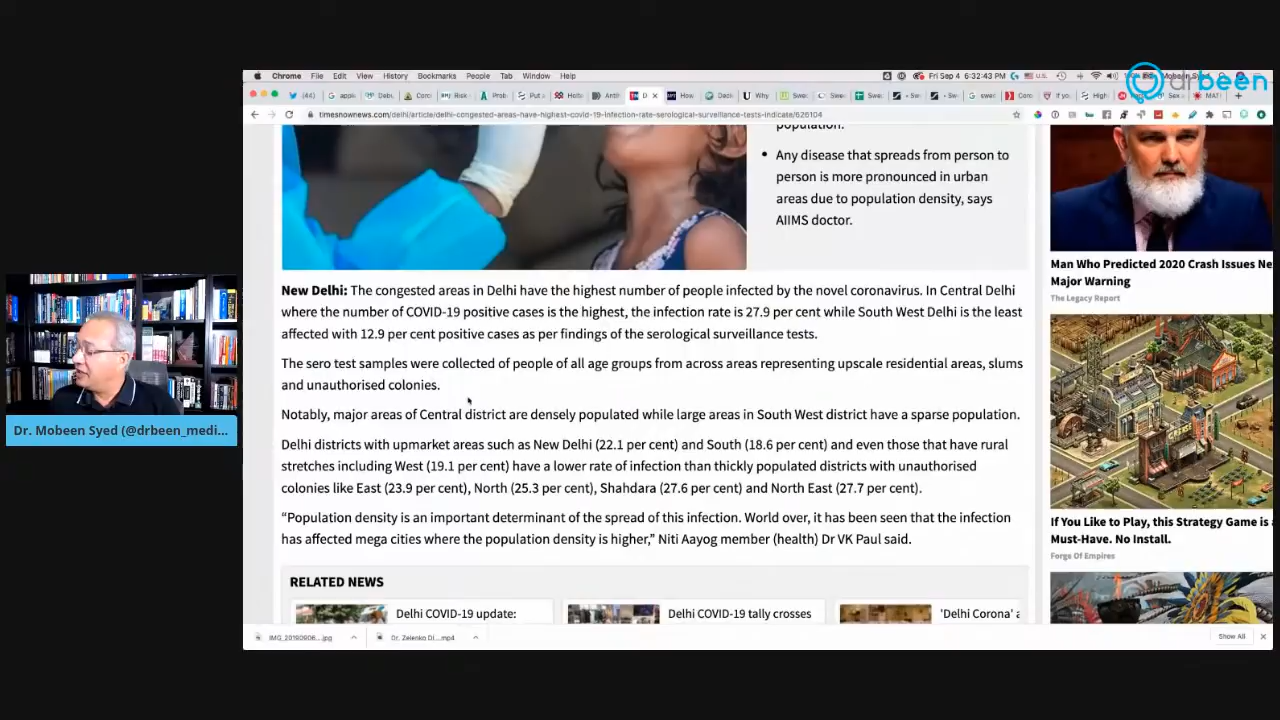 drbeen
Chrome File Edit View History Bookmarks People Tab Window Help
Fri Sep 4 6:32:43 PM
U.S.
Mobeen Syed
timesnownews.com/delhi/article/delhi-congested-areas-have-highest-covid-19-infection-rate-serological-surveillance-tests-indicate/626104
population.
Any disease that spreads from person to
person is more pronounced in urban
areas due to population density, says
AIIMS doctor.
New Delhi: The congested areas in Delhi have the highest number of people infected by the novel coronavirus. In Central Delhi
where the number of COVID-19 positive cases is the highest, the infection rate is 27.9 per cent while South West Delhi is the least
affected with 12.9 per cent positive cases as per findings of the serological surveillance tests.
The sero test samples were collected of people of all age groups from across areas representing upscale residential areas, slums
and unauthorised colonies.
Notably, major areas of Central district are densely populated while large areas in South West district have a sparse population.
Delhi districts with upmarket areas such as New Delhi (22.1 per cent) and South (18.6 per cent) and even those that have rural
stretches including West (19.1 per cent) have a lower rate of infection than thickly populated districts with unauthorised
colonies like East (23.9 per cent), North (25.3 per cent), Shahdara (27.6 per cent) and North East (27.7 per cent).
“Population density is an important determinant of the spread of this infection. World over, it has been seen that the infection
has affected mega cities where the population density is higher,” Niti Aayog member (health) Dr VK Paul said.
RELATED NEWS
Delhi COVID-19 update:
Delhi COVID-19 tally crosses
'Delhi Corona' a
Man Who Predicted 2020 Crash Issues Ne
Major Warning
The Legacy Report
If You Like to Play, this Strategy Game is a
Must-Have. No Install.
Forge Of Empires
Dr. Mobeen Syed (@drbeen_medi...
IMG_20190906....jpg
Dr. Zelenko Di....mp4
Show All